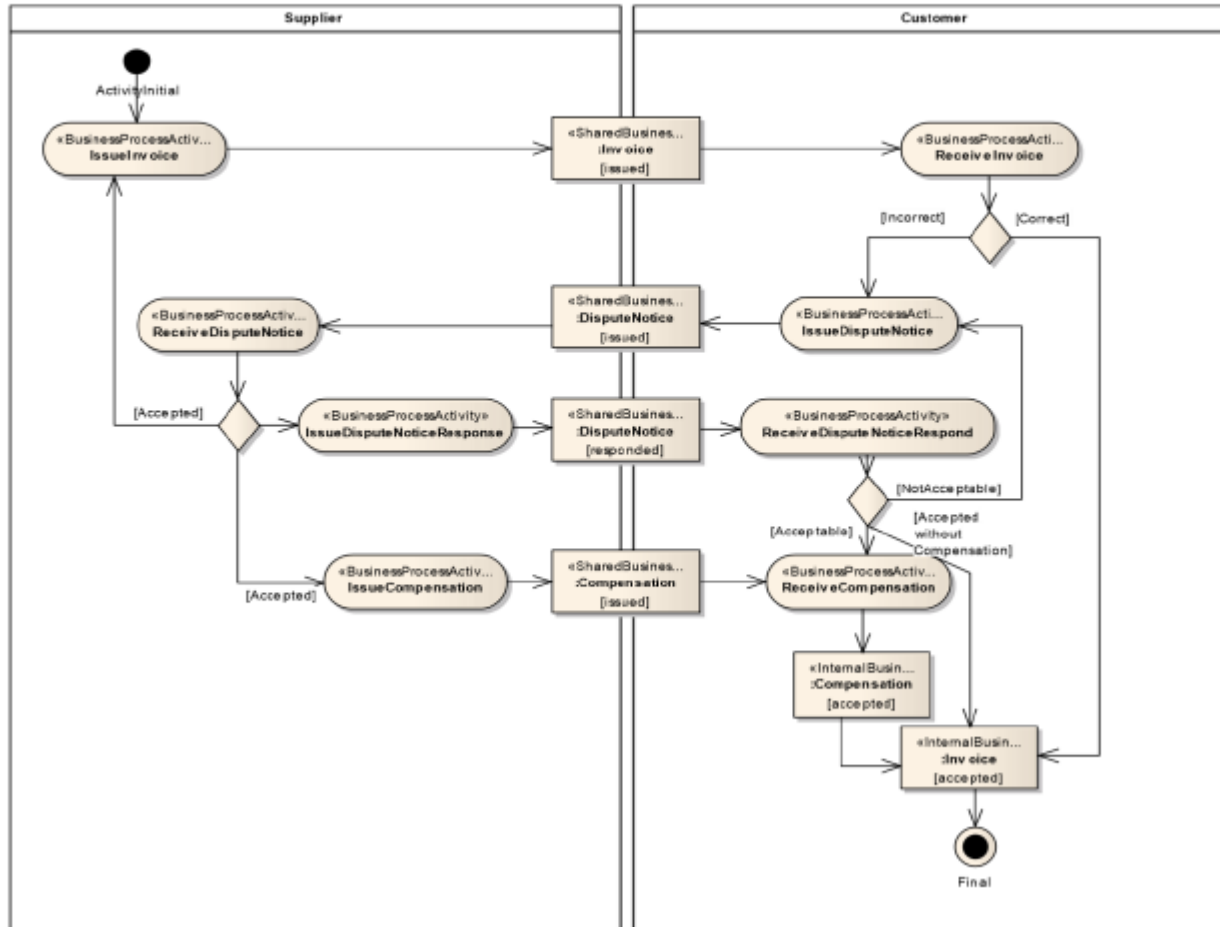 Supplier
Customer
ActivityInitial
«BusinessProcessActiv...
IssueInvoice
«SharedBusines...
:Invoice
[issued]
«BusinessProcessActi...
ReceiveInvoice
[Incorrect]
[Correct]
«BusinessProcessActiv...
ReceiveDisputeNotice
«SharedBusines...
:DisputeNotice
[issued]
«BusinessProcessActi...
IssueDisputeNotice
[Accepted]
«BusinessProcessActivity»
IssueDisputeNoticeResponse
«SharedBusines...
:DisputeNotice
[responded]
«BusinessProcessActivity»
ReceiveDisputeNoticeRespond
[NotAcceptable]
[Acceptable]
[Accepted
without
Compensation]
[Accepted]
«BusinessProcessActiv...
IssueCompensation
«SharedBusines...
:Compensation
[issued]
«BusinessProcessActi...
ReceiveCompensation
«InternalBusin...
:Compensation
[accepted]
«InternalBusin...
:Invoice
[accepted]
Final